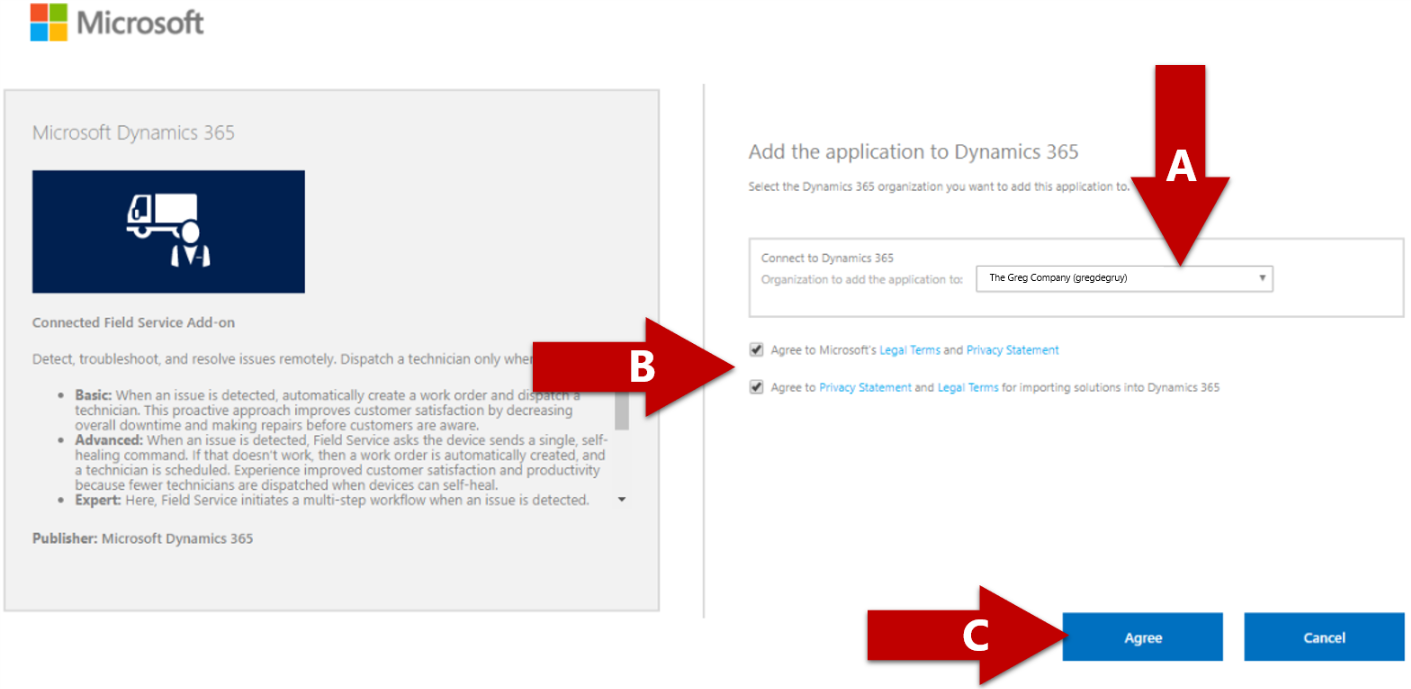 Microsoft
Microsoft Dynamics 365
Connected Field Service Add-on
Detect, troubleshoot, and resolve issues remotely. Dispatch a technician only
• Basic: When an issue is detected, automatically create a work order and dispatch a
technician. This proactive approach improves customer satisfaction by decreasing
overall downtime and making repairs before customers are aware.
• Advanced: When an issue is detected, Field Service asks the device sends a single, self-
healing command. If that doesn't work, then a work order is automatically created, and
a technician is scheduled. Experience improved customer satisfaction and productivity
because fewer technicians are dispatched when devices can self-heal.
• Expert: Here, Field Service initiates a multi-step workflow when an issue is detected.
Publisher: Microsoft Dynamics 365
Add the application to Dynamics 365
Select the Dynamics 365 organization you want to add this application to.
A
Connect to Dynamics 365
Organization to add the application to: The Greg Company (gregdegruy)
B
Agree to Microsoft's Legal Terms and Privacy Statement
Agree to Privacy Statement and Legal Terms for importing solutions into Dynamics 365
C
Agree
Cancel